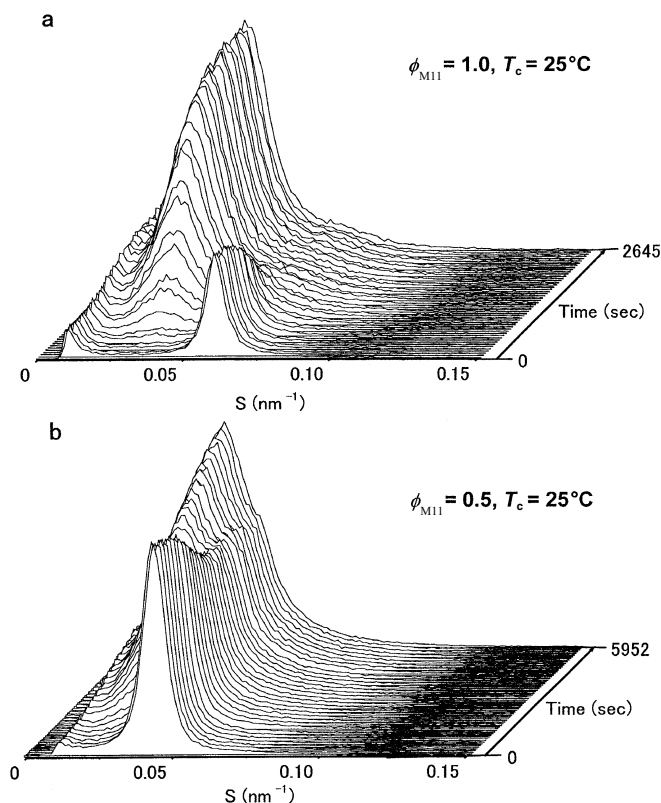 a
ϕM11 = 1.0, Tc = 25°C
2645
Time (sec)
0
0 0.05 0.10 0.15
S (nm⁻¹)
b
ϕM11 = 0.5, Tc = 25°C
5952
Time (sec)
0
0 0.05 0.10 0.15
S (nm⁻¹)